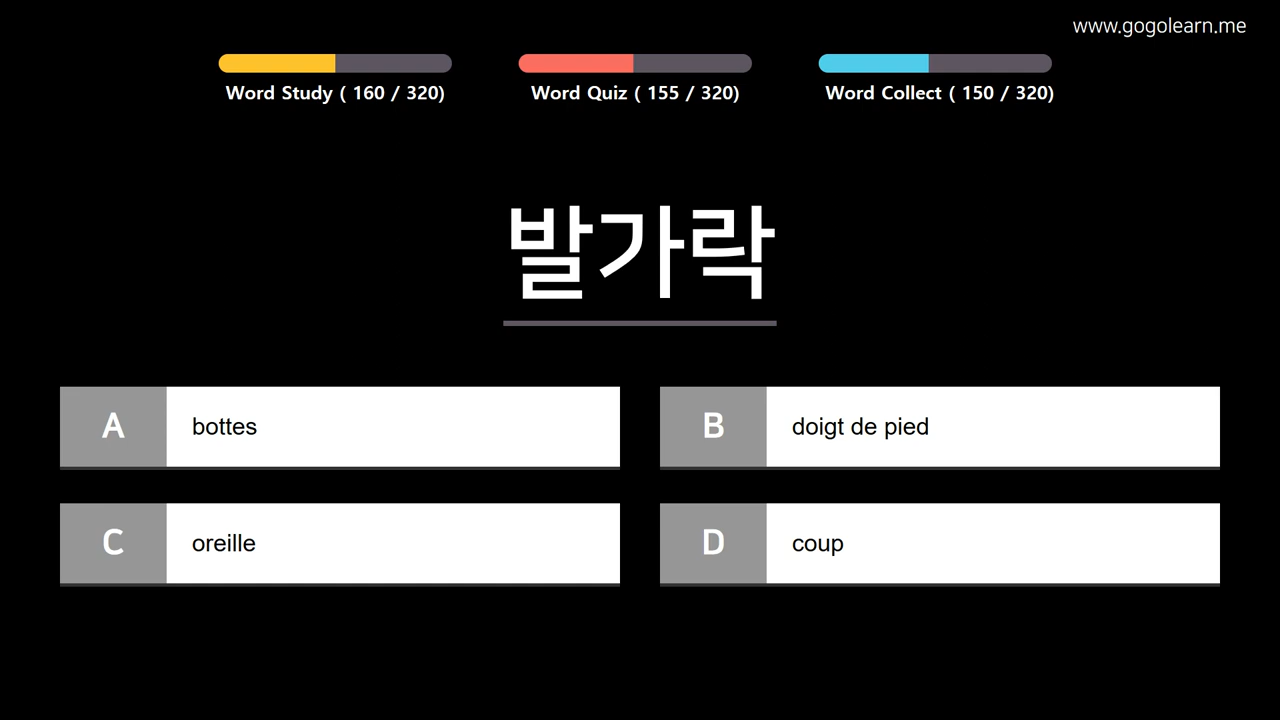 www.gogolearn.me
Word Study ( 160 / 320)
Word Quiz ( 155 / 320)
Word Collect ( 150 / 320)
발가락
A bottes
B doigt de pied
C oreille
D coup